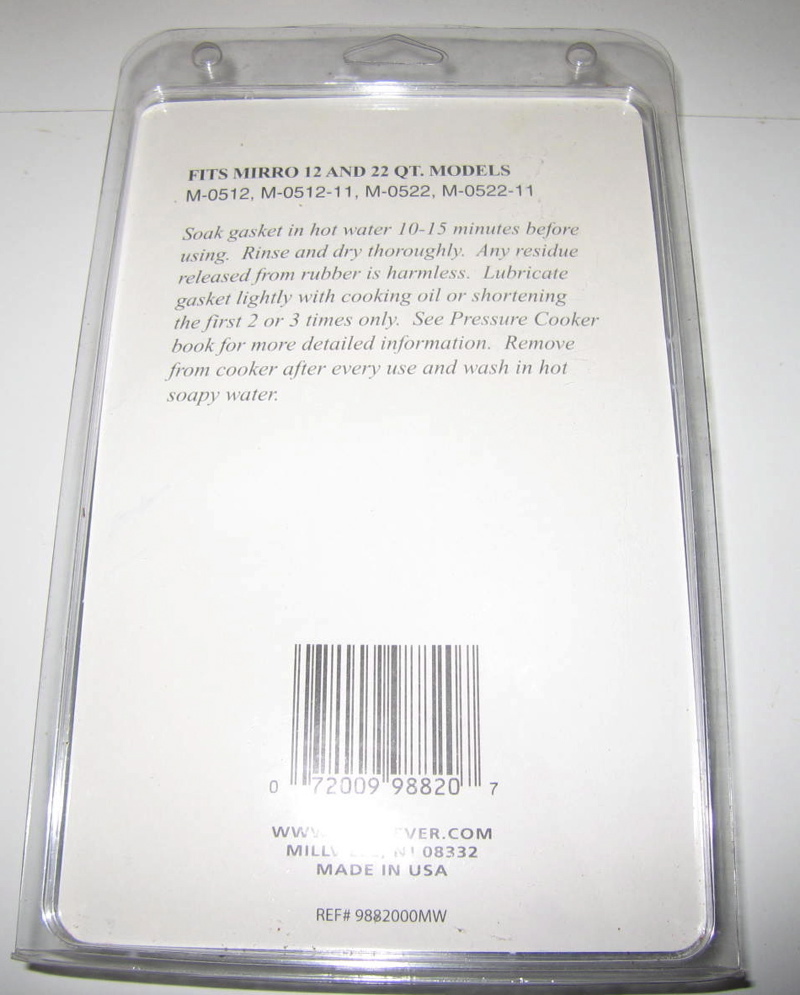 FITS MIRRO 12 AND 22 QT. MODELS
M-0512, M-0512-11, M-0522, M-0522-11
Soak gasket in hot water 10-15 minutes before
using. Rinse and dry thoroughly. Any residue
released from rubber is harmless. Lubricate
gasket lightly with cooking oil or shortening
the first 2 or 3 times only. See Pressure Cooker
book for more detailed information. Remove
from cooker after every use and wash in hot
soapy water.
0 72009 98820 7
08332
MADE IN USA
REF# 9882000MW